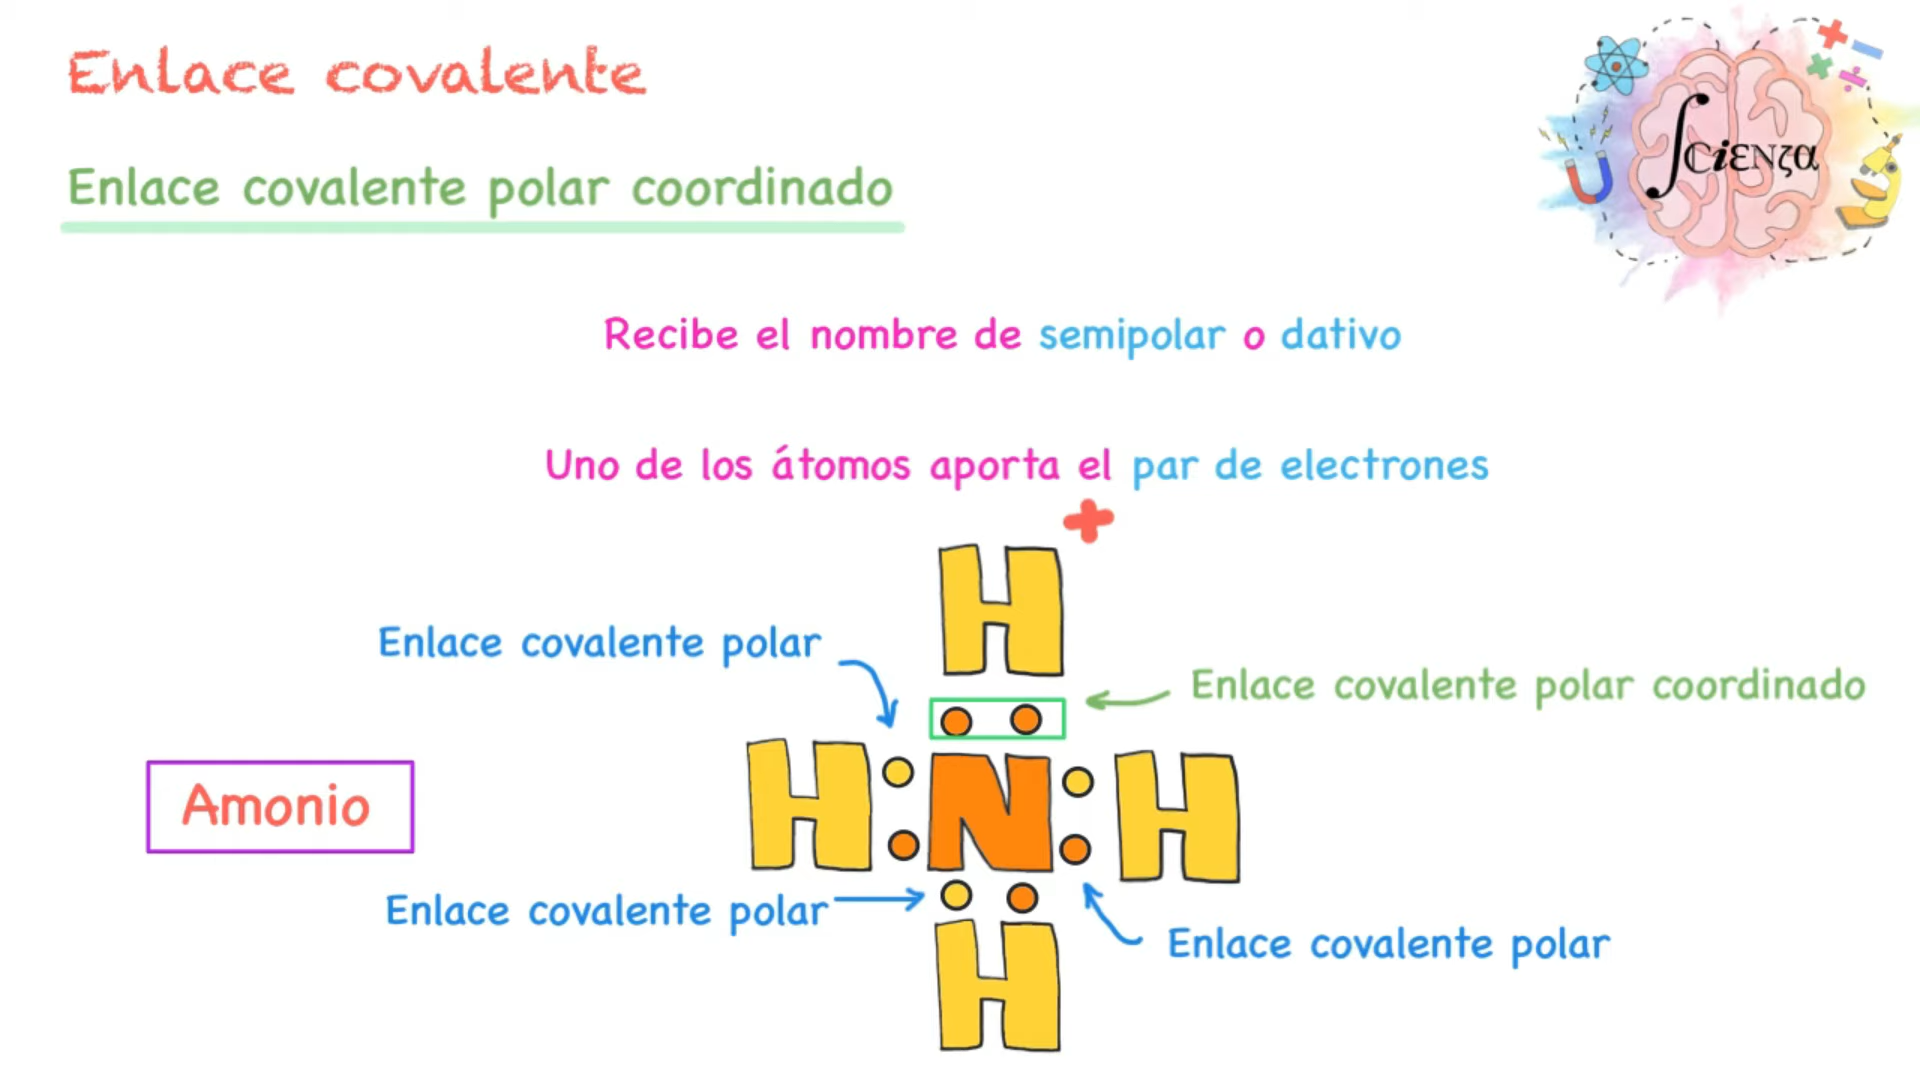 Enlace covalente
ʃCiENζα
Enlace covalente polar coordinado
Recibe el nombre de semipolar o dativo
Uno de los átomos aporta el par de electrones
+
H
Enlace covalente polar
Enlace covalente polar coordinado
H N H
Amonio
Enlace covalente polar
Enlace covalente polar
H